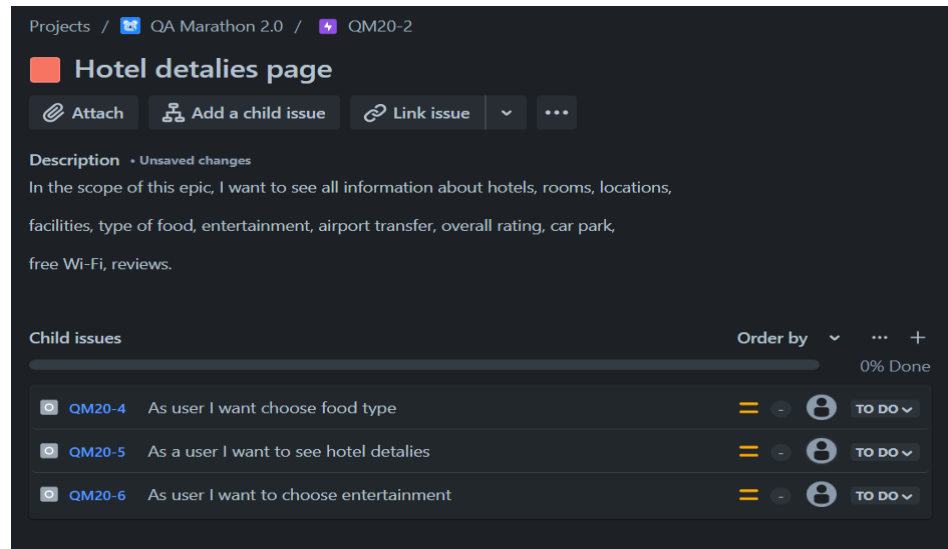 Projects / QA Marathon 2.0 / QM20-2
Hotel detalies page
Attach Add a child issue Link issue
Description • Unsaved changes
In the scope of this epic, I want to see all information about hotels, rooms, locations,
facilities, type of food, entertainment, airport transfer, overall rating, car park,
free Wi-Fi, reviews.
Child issues Order by
0% Done
QM20-4 As user I want choose food type - TO DO
QM20-5 As a user I want to see hotel detalies - TO DO
QM20-6 As user I want to choose entertainment - TO DO